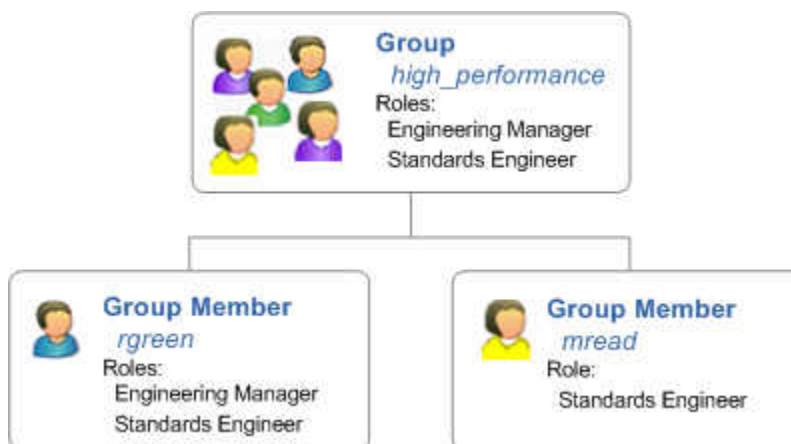 Group
high_performance
Roles:
Engineering Manager
Standards Engineer
Group Member
rgreen
Roles:
Engineering Manager
Standards Engineer
Group Member
mread
Role:
Standards Engineer